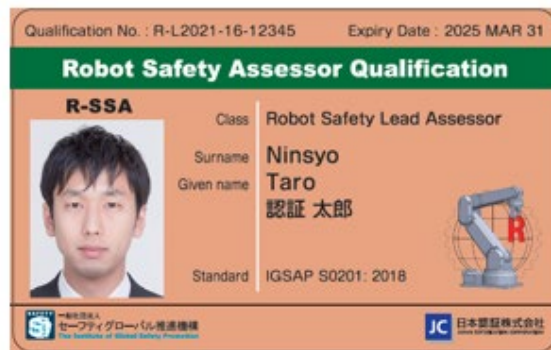 Qualification No. : R-L2021-16-12345 Expiry Date : 2025 MAR 31
Robot Safety Assessor Qualification
R-SSA
Class Robot Safety Lead Assessor
Surname Ninsyo
Given name Taro
認証 太郎
Standard IGSAP S0201: 2018
R
SAFETY
一般社団法人
セーフティグローバル推進機構
The Institute of Global Safety Promotion
JC 日本認証株式会社